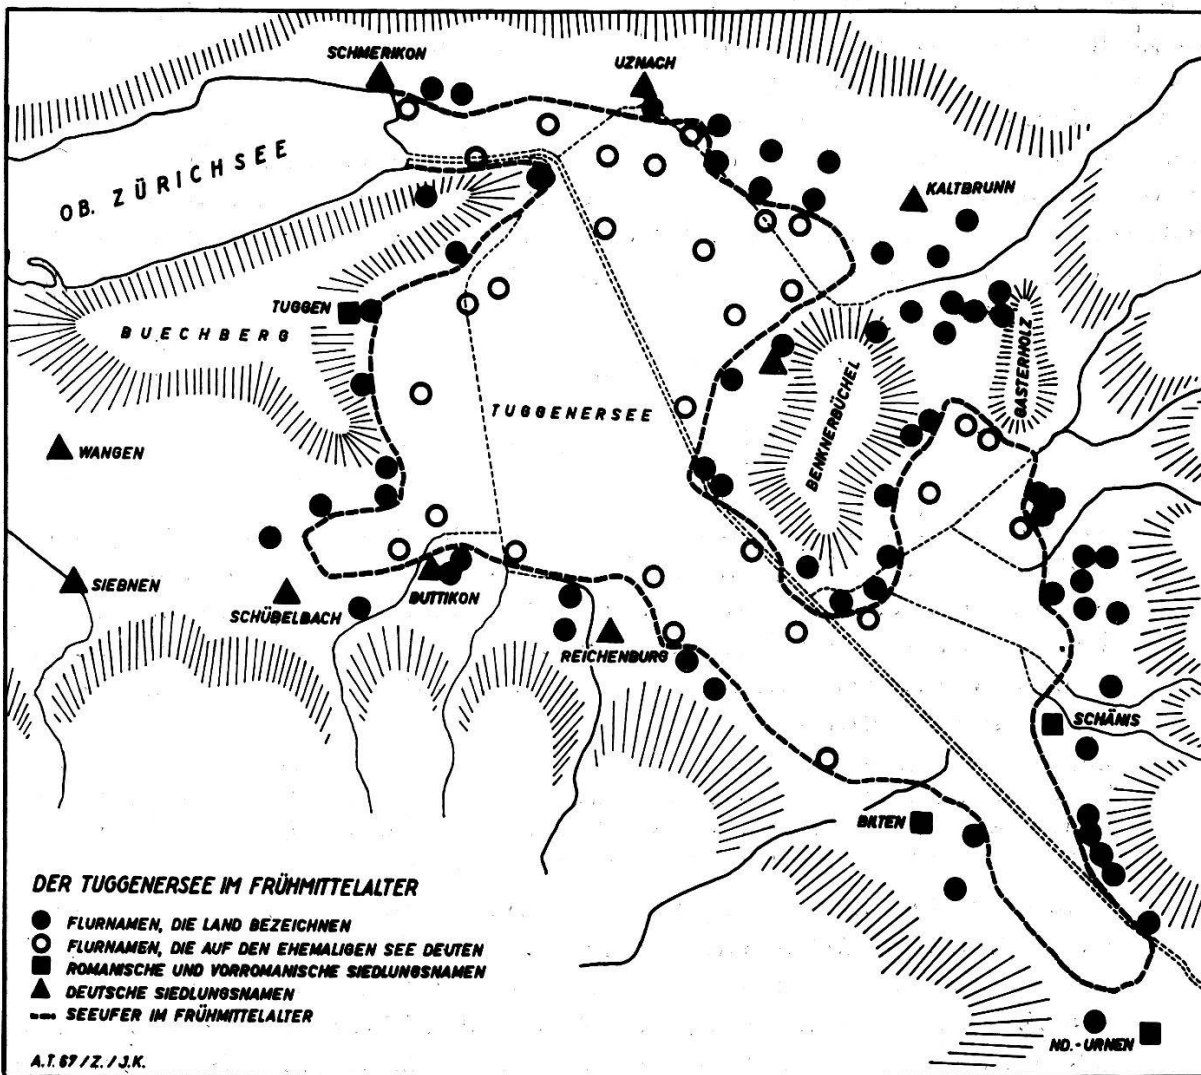 SCHMERIKON
UZNACH
OB. ZÜRICHSEE
KALTBRUNN
TUGGEN
BUECHBERG
GASTERHOLZ
TUGGENERSEE
BENKNERBÜCHEL
WANGEN
SIEBNEN
SCHÜBELBACH
BUTTIKON
REICHENBURG
SCHÄNIS
BILTEN
DER TUGGENERSEE IM FRÜHMITTELALTER
FLURNAMEN, DIE LAND BEZEICHNEN
FLURNAMEN, DIE AUF DEN EHEMALIGEN SEE DEUTEN
ROMANISCHE UND VORROMANISCHE SIEDLUNGSNAMEN
DEUTSCHE SIEDLUNGSNAMEN
SEEUFER IM FRÜHMITTELALTER
ND.-URNEN
A.T. 67 / Z. / J.K.